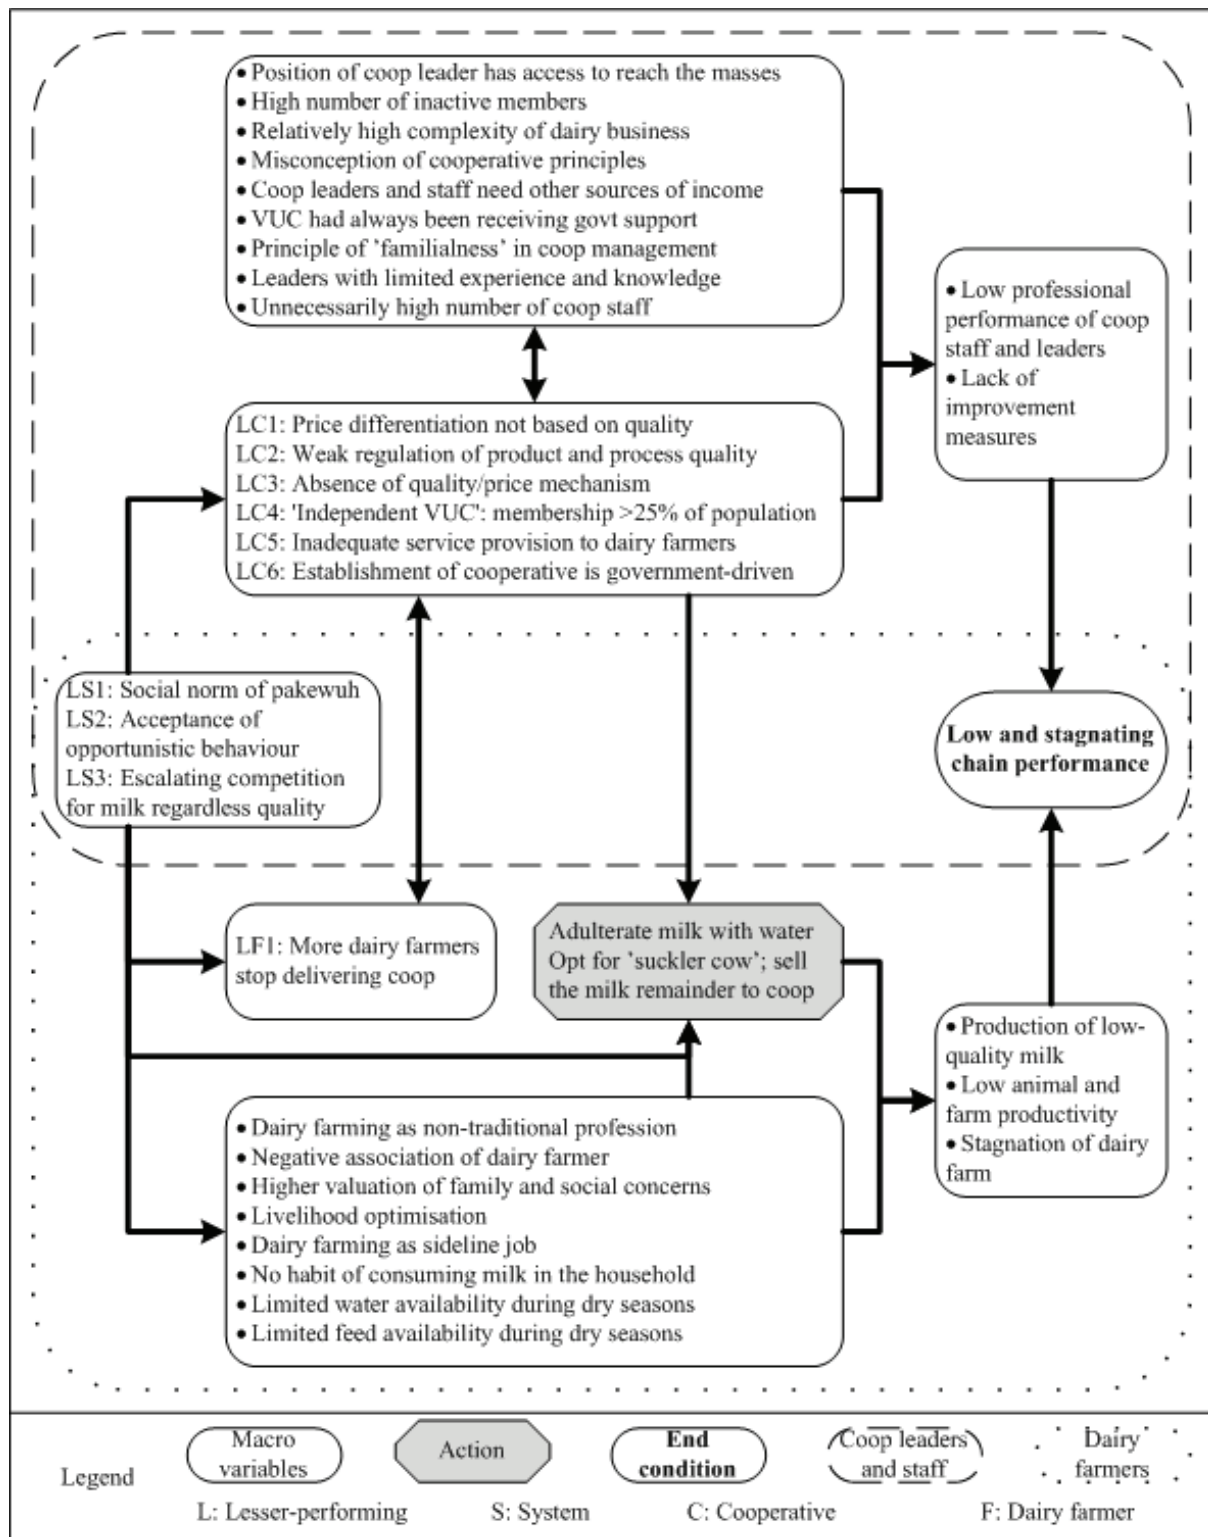 • Position of coop leader has access to reach the masses
• High number of inactive members
• Relatively high complexity of dairy business
• Misconception of cooperative principles
• Coop leaders and staff need other sources of income
• VUC had always been receiving govt support
• Principle of 'familialness' in coop management
• Leaders with limited experience and knowledge
• Unnecessarily high number of coop staff
• Low professional
performance of coop
staff and leaders
• Lack of
improvement
measures
LC1: Price differentiation not based on quality
LC2: Weak regulation of product and process quality
LC3: Absence of quality/price mechanism
LC4: 'Independent VUC': membership >25% of population
LC5: Inadequate service provision to dairy farmers
LC6: Establishment of cooperative is government-driven
LS1: Social norm of pakewuh
LS2: Acceptance of
opportunistic behaviour
LS3: Escalating competition
for milk regardless quality
Low and stagnating
chain performance
LF1: More dairy farmers
stop delivering coop
Adulterate milk with water
Opt for 'suckler cow'; sell
the milk remainder to coop
• Production of low-
quality milk
• Low animal and
farm productivity
• Stagnation of dairy
farm
• Dairy farming as non-traditional profession
• Negative association of dairy farmer
• Higher valuation of family and social concerns
• Livelihood optimisation
• Dairy farming as sideline job
• No habit of consuming milk in the household
• Limited water availability during dry seasons
• Limited feed availability during dry seasons
Legend
Macro
variables
Action
End
condition
Coop leaders
and staff
Dairy
farmers
L: Lesser-performing
S: System
C: Cooperative
F: Dairy farmer